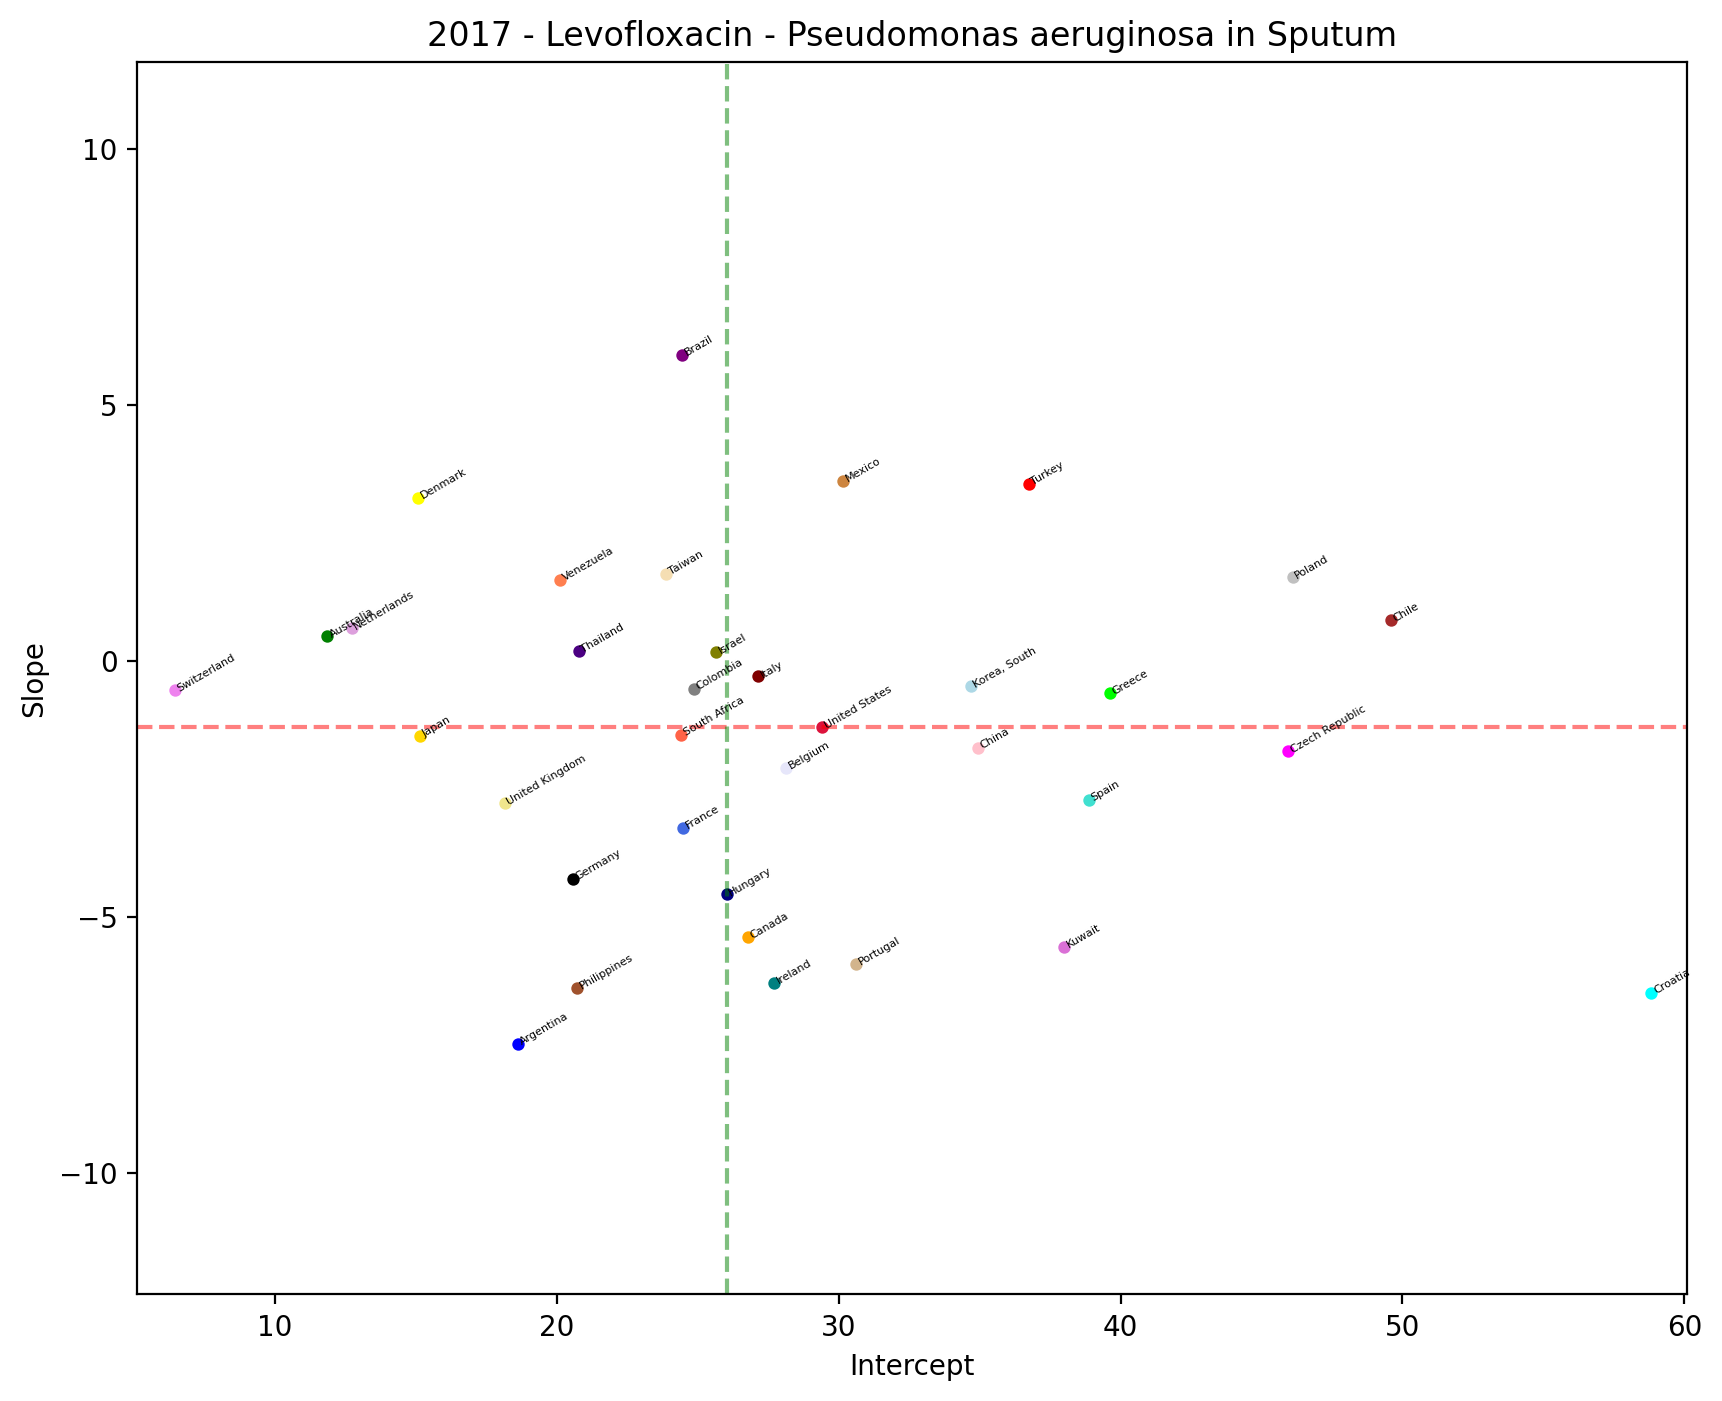 2017 - Levofloxacin - Pseudomonas aeruginosa in Sputum
Slope
10
5
0
−5
−10
Brazil
Mexico
Turkey
Denmark
Taiwan
Venezuela
Poland
Chile
Netherlands
Australia
Thailand
Israel
Italy
Colombia
Korea, South
Greece
Switzerland
United States
South Africa
Japan
China
Czech Republic
Belgium
Spain
United Kingdom
France
Germany
Hungary
Canada
Kuwait
Portugal
Ireland
Philippines
Croatia
Argentina
10
20
30
40
50
60
Intercept